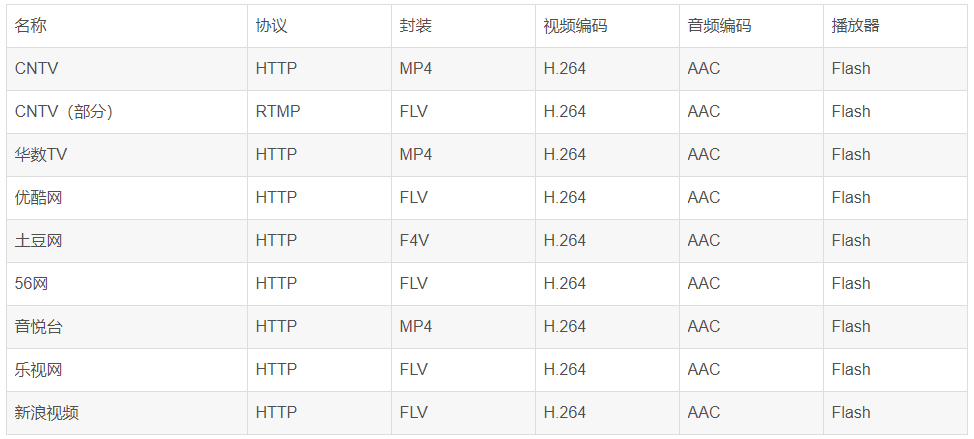 名称 协议 封装 视频编码 音频编码 播放器
CNTV HTTP MP4 H.264 AAC Flash
CNTV（部分） RTMP FLV H.264 AAC Flash
华数TV HTTP MP4 H.264 AAC Flash
优酷网 HTTP FLV H.264 AAC Flash
土豆网 HTTP F4V H.264 AAC Flash
56网 HTTP FLV H.264 AAC Flash
音悦台 HTTP MP4 H.264 AAC Flash
乐视网 HTTP FLV H.264 AAC Flash
新浪视频 HTTP FLV H.264 AAC Flash